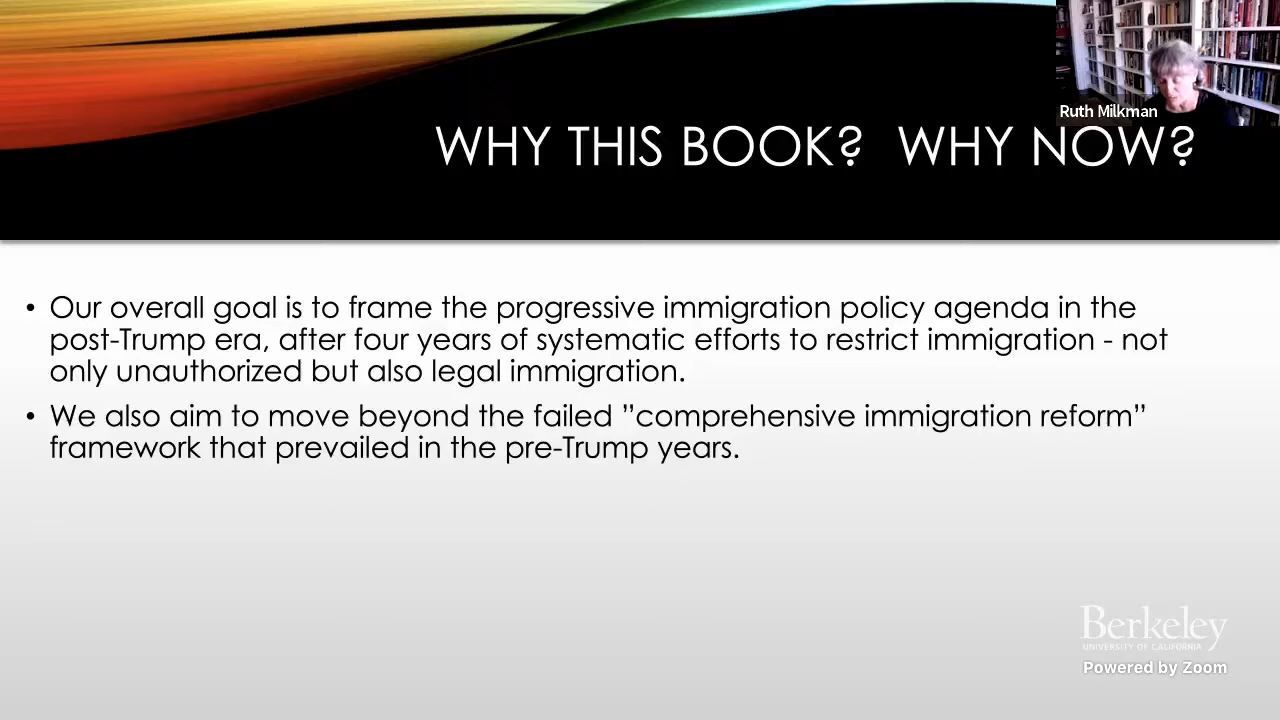 Ruth Milkman
WHY THIS BOOK?  WHY NOW?
• Our overall goal is to frame the progressive immigration policy agenda in the
post-Trump era, after four years of systematic efforts to restrict immigration - not
only unauthorized but also legal immigration.
• We also aim to move beyond the failed ”comprehensive immigration reform”
framework that prevailed in the pre-Trump years.
Berkeley
UNIVERSITY OF CALIFORNIA
Powered by Zoom